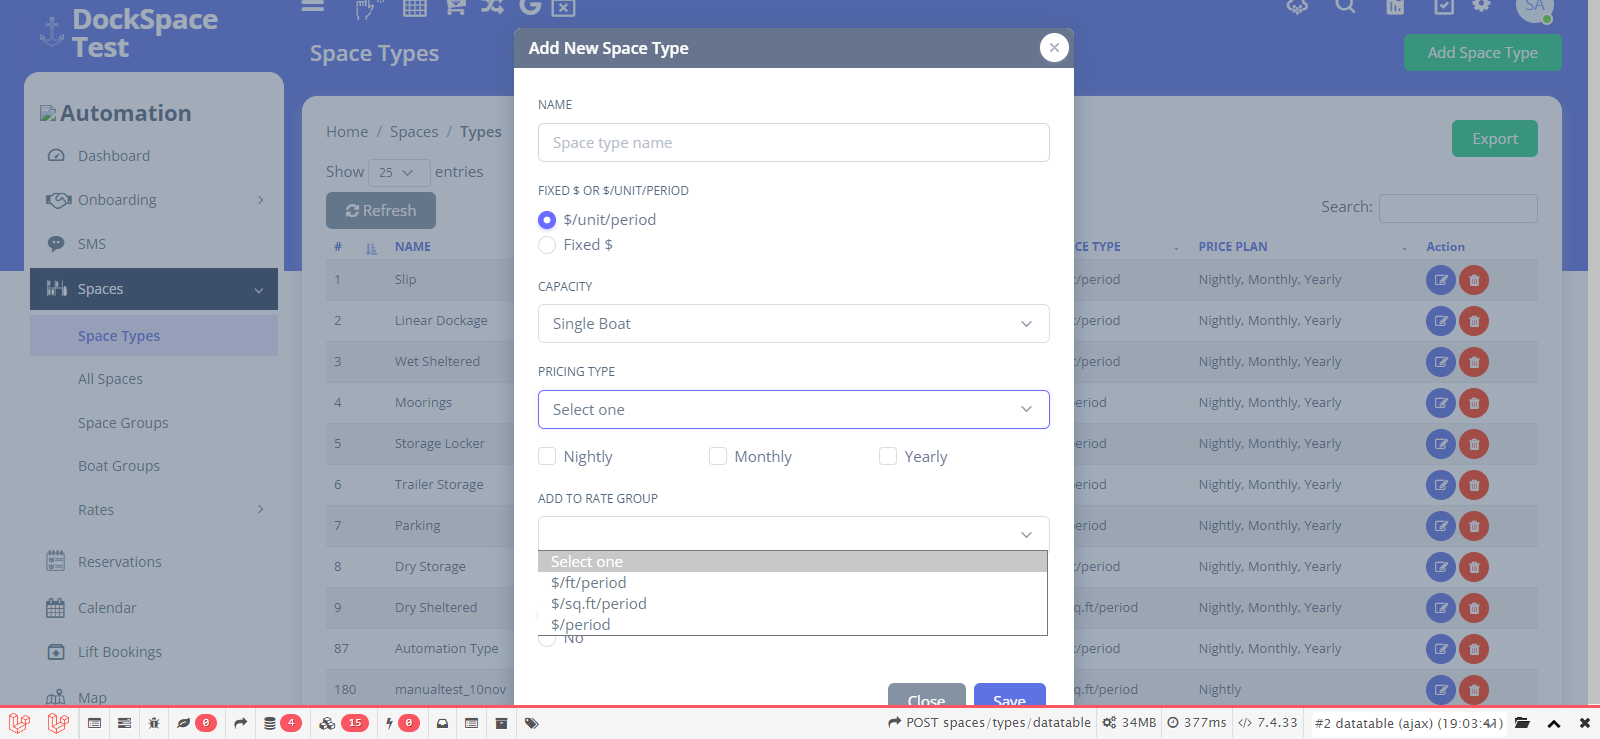 DockSpace
Test
SA
Space Types
Add Space Type
Automation
Dashboard
Onboarding
SMS
Spaces
Space Types
All Spaces
Space Groups
Boat Groups
Rates
Reservations
Calendar
Lift Bookings
Map
Home / Spaces / Types
Export
Show 25 entries
Refresh
Search:
# NAME CE TYPE PRICE PLAN Action
1 Slip t/period Nightly, Monthly, Yearly
2 Linear Dockage t/period Nightly, Monthly, Yearly
3 Wet Sheltered t/period Nightly, Monthly, Yearly
4 Moorings eriod Nightly, Monthly, Yearly
5 Storage Locker eriod Nightly, Monthly, Yearly
6 Trailer Storage eriod Nightly, Monthly, Yearly
7 Parking eriod Nightly, Monthly, Yearly
8 Dry Storage t/period Nightly, Monthly, Yearly
9 Dry Sheltered q.ft/period Nightly, Monthly, Yearly
87 Automation Type t/period Nightly, Monthly, Yearly
180 manualtest_10nov q.ft/period Nightly
Add New Space Type
NAME
Space type name
FIXED $ OR $/UNIT/PERIOD
$/unit/period
Fixed $
CAPACITY
Single Boat
PRICING TYPE
Select one
Nightly Monthly Yearly
ADD TO RATE GROUP
Select one
$/ft/period
$/sq.ft/period
$/period
No
Close Save
0 4 15 0 POST spaces/types/datatable 34MB 377ms 7.4.33 #2 datatable (ajax) (19:03:41)